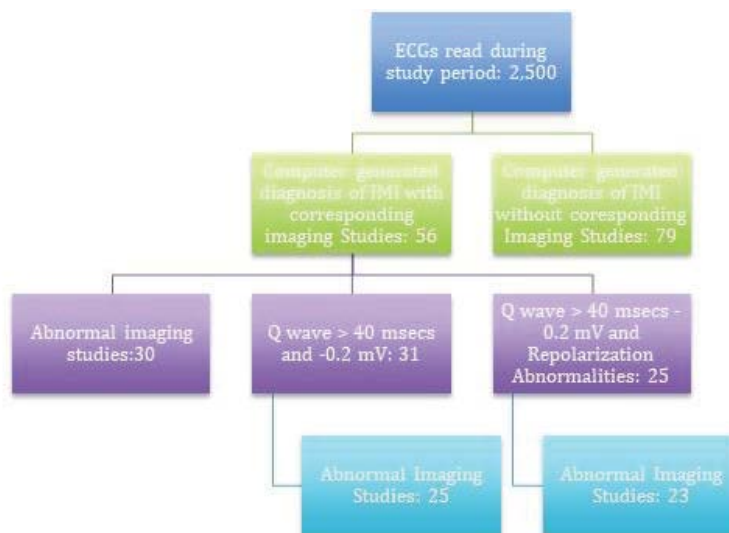 ECGs read during
study period: 2,500
Computer generated
diagnosis of IMI with
corresponding
imaging Studies: 56
Computer generated
diagnosis of IMI
without coresponding
Imaging Studies: 79
Abnormal imaging
studies:30
Q wave > 40 msecs
and -0.2 mV: 31
Q wave > 40 msecs -
0.2 mV and
Repolarization
Abnormalities: 25
Abnormal Imaging
Studies: 25
Abnormal Imaging
Studies: 23